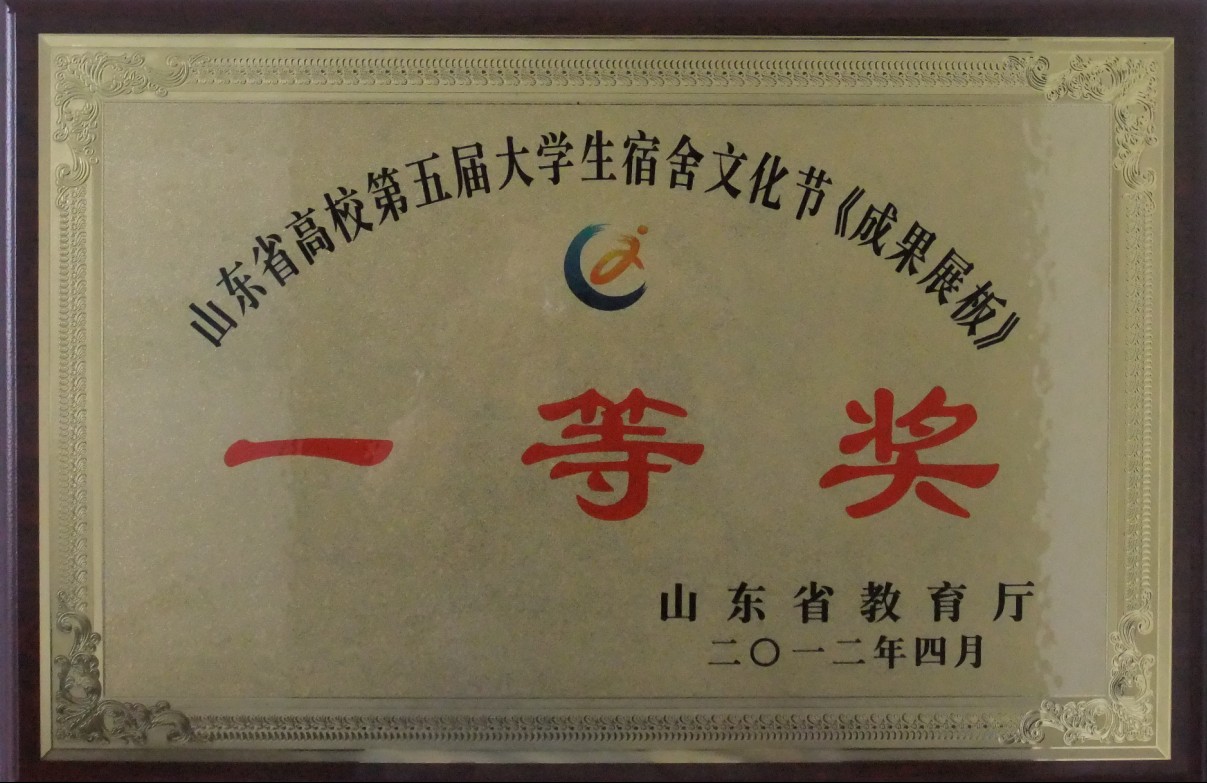 山东省高校第五届大学生宿舍文化节《成果展板》
一等奖
山东省教育厅
二〇一二年四月